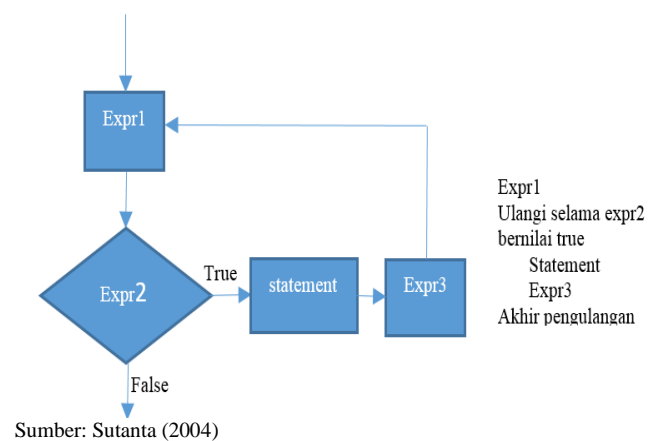 Expr1
Expr2
True
statement
Expr3
False
Expr1
Ulangi selama expr2
bernilai true
Statement
Expr3
Akhir pengulangan
Sumber: Sutanta (2004)